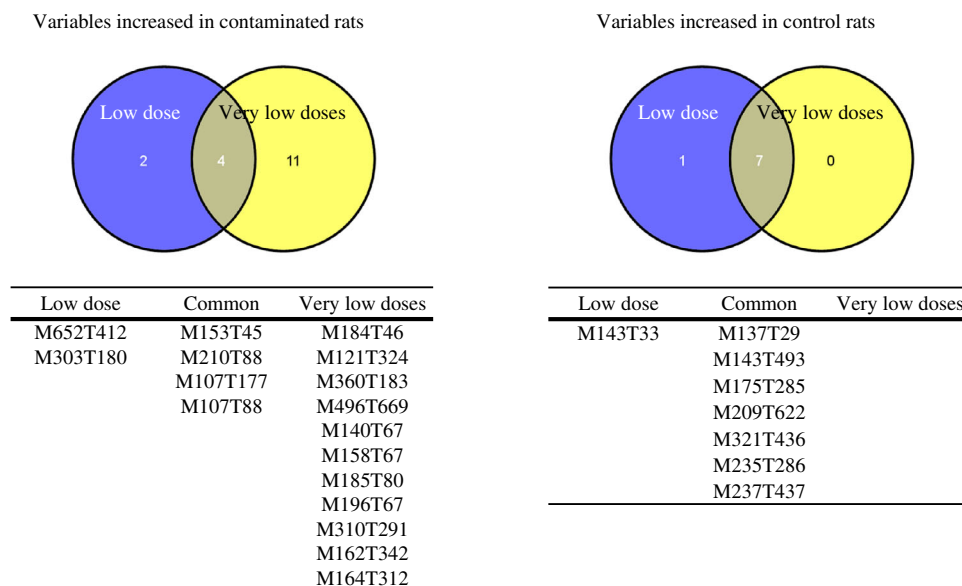 Variables increased in contaminated rats
Low dose Very low doses
2 4 11
Low dose Common Very low doses
M652T412 M153T45 M184T46
M303T180 M210T88 M121T324
M107T177 M360T183
M107T88 M496T669
M140T67
M158T67
M185T80
M196T67
M310T291
M162T342
M164T312
Variables increased in control rats
Low dose Very low doses
1 7 0
Low dose Common Very low doses
M143T33 M137T29
M143T493
M175T285
M209T622
M321T436
M235T286
M237T437